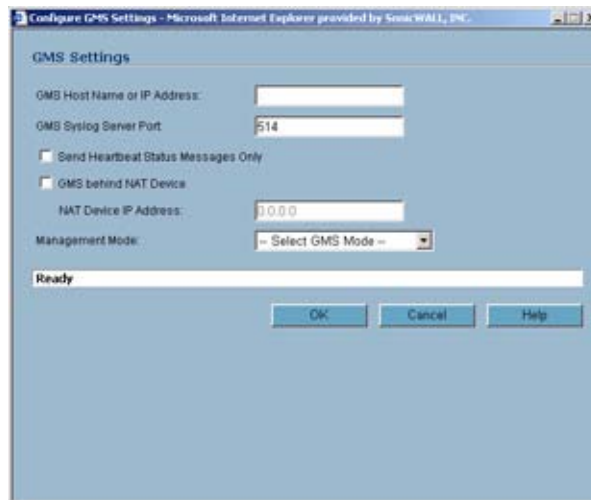 Configure GMS Settings - Microsoft Internet Explorer provided by SonicWALL, INC.
GMS Settings
GMS Host Name or IP Address:
GMS Syslog Server Port 514
Send Heartbeat Status Messages Only
GMS behind NAT Device
NAT Device IP Address: 0.0.0.0
Management Mode: -- Select GMS Mode --
Ready
OK Cancel Help